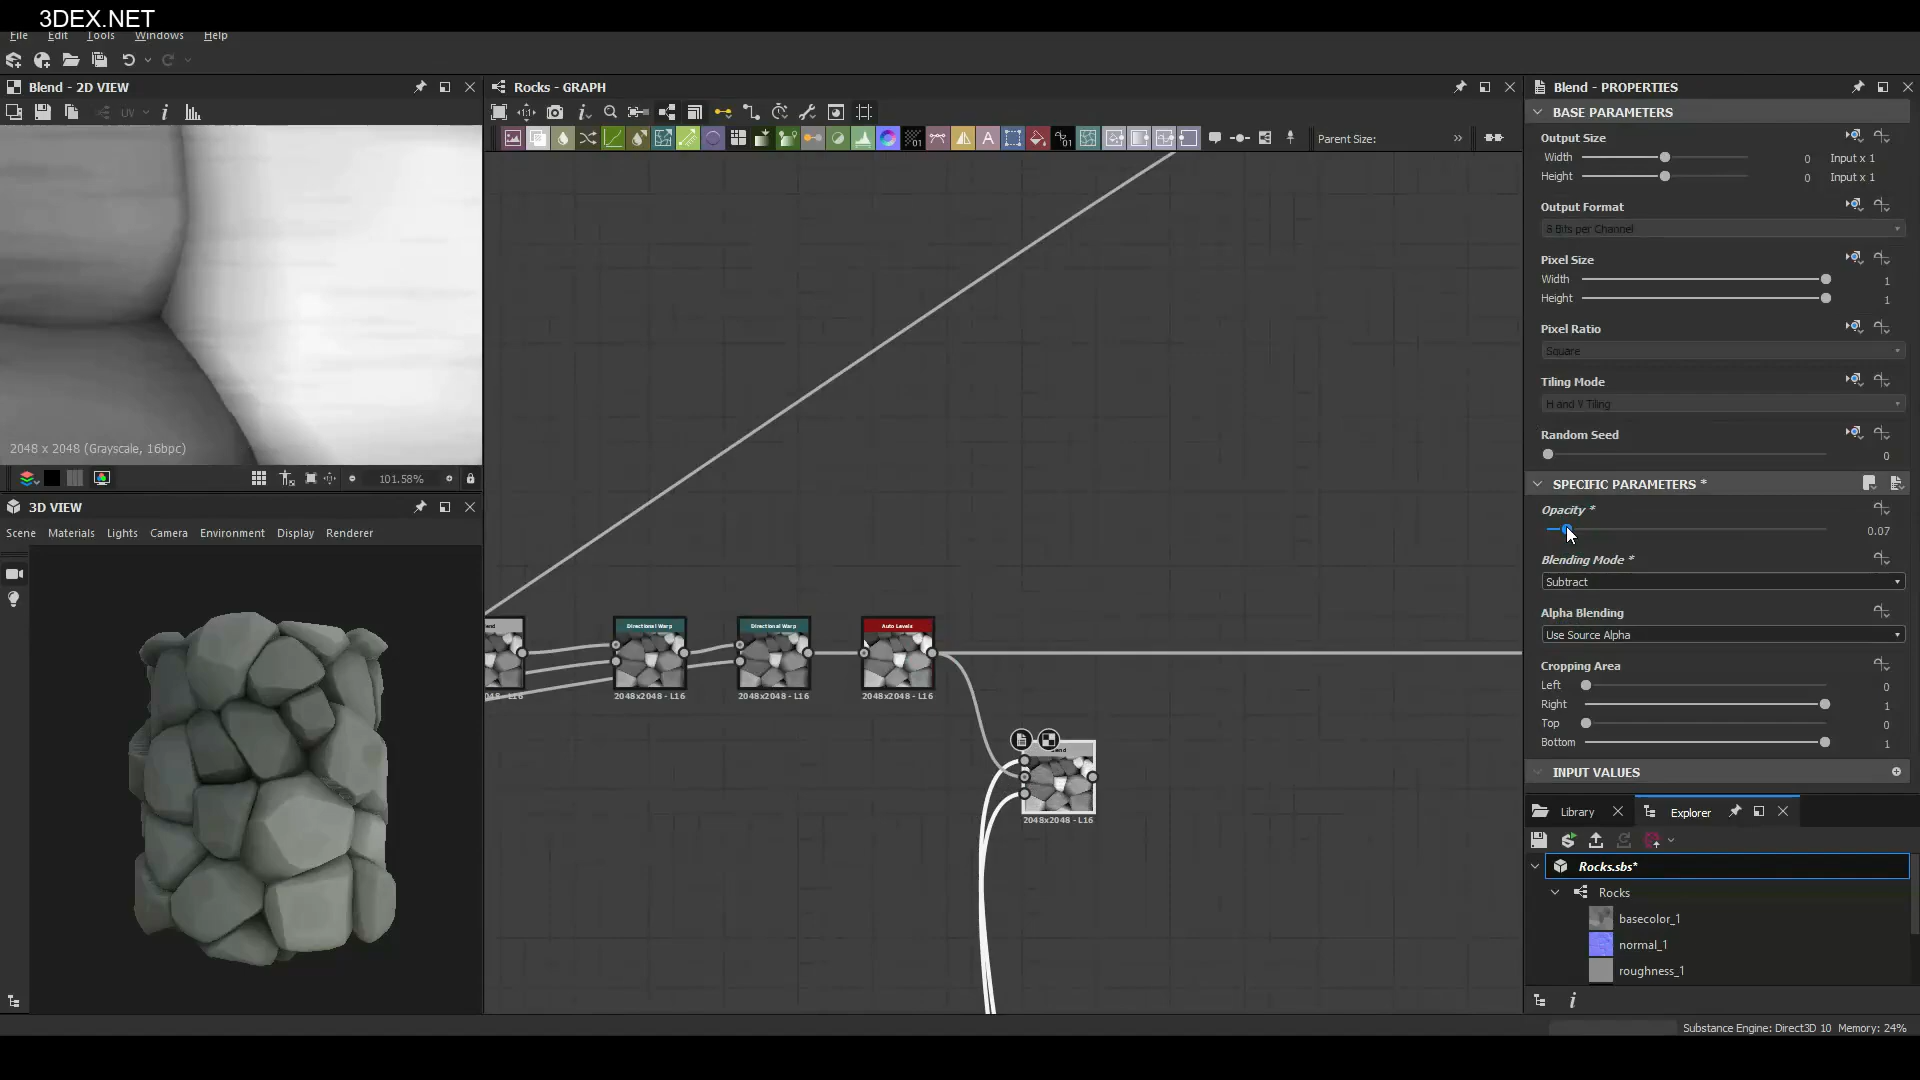 3DEX.NET
File Edit Tools Windows Help
Blend - 2D VIEW
UV
2048 x 2048 (Grayscale, 16bpc)
101.58%
3D VIEW
Scene Materials Lights Camera Environment Display Renderer
Rocks - GRAPH
Parent Size:
Directional Warp
Directional Warp
Auto Levels
2048x2048 - L16
2048x2048 - L16
2048x2048 - L16
2048x2048 - L16
Blend - PROPERTIES
BASE PARAMETERS
Output Size
Width 0 Input x 1
Height 0 Input x 1
Output Format
8 Bits per Channel
Pixel Size
Width 1
Height 1
Pixel Ratio
Square
Tiling Mode
H and V Tiling
Random Seed
0
SPECIFIC PARAMETERS *
Opacity *
0.07
Blending Mode *
Subtract
Alpha Blending
Use Source Alpha
Cropping Area
Left 0
Right 1
Top 0
Bottom 1
INPUT VALUES
Library Explorer
Rocks.sbs*
Rocks
basecolor_1
normal_1
roughness_1
Substance Engine: Direct3D 10 Memory: 24%